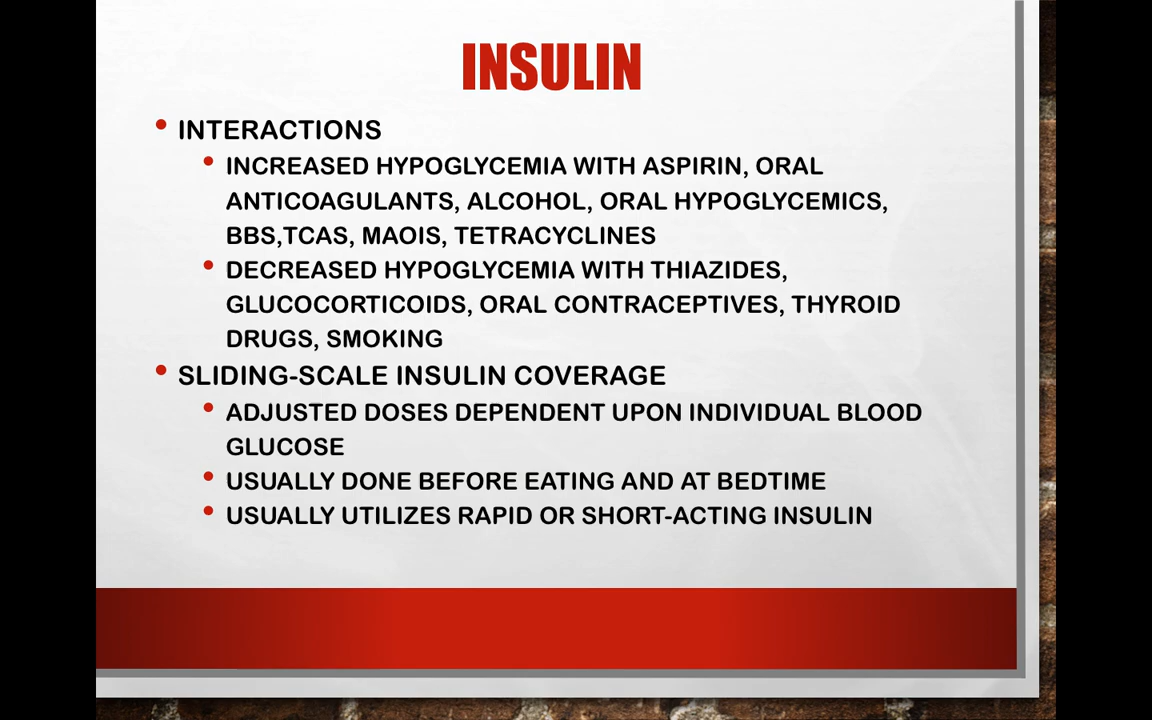 INSULIN
INTERACTIONS
INCREASED HYPOGLYCEMIA WITH ASPIRIN, ORAL
ANTICOAGULANTS, ALCOHOL, ORAL HYPOGLYCEMICS,
BBS,TCAS, MAOIS, TETRACYCLINES
DECREASED HYPOGLYCEMIA WITH THIAZIDES,
GLUCOCORTICOIDS, ORAL CONTRACEPTIVES, THYROID
DRUGS, SMOKING
SLIDING-SCALE INSULIN COVERAGE
ADJUSTED DOSES DEPENDENT UPON INDIVIDUAL BLOOD
GLUCOSE
USUALLY DONE BEFORE EATING AND AT BEDTIME
USUALLY UTILIZES RAPID OR SHORT-ACTING INSULIN